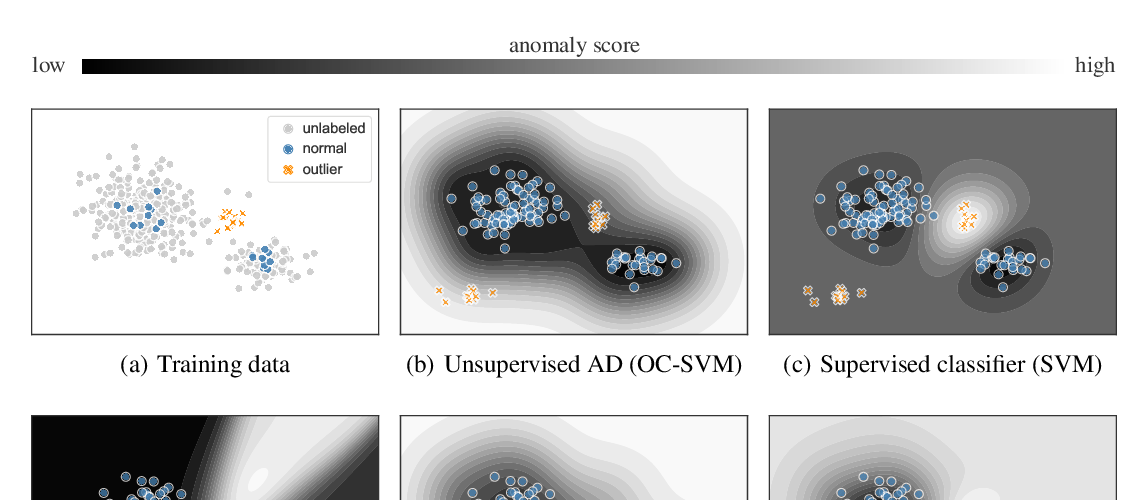 anomaly score
low
high
unlabeled
normal
outlier
(a) Training data
(b) Unsupervised AD (OC-SVM)
(c) Supervised classifier (SVM)